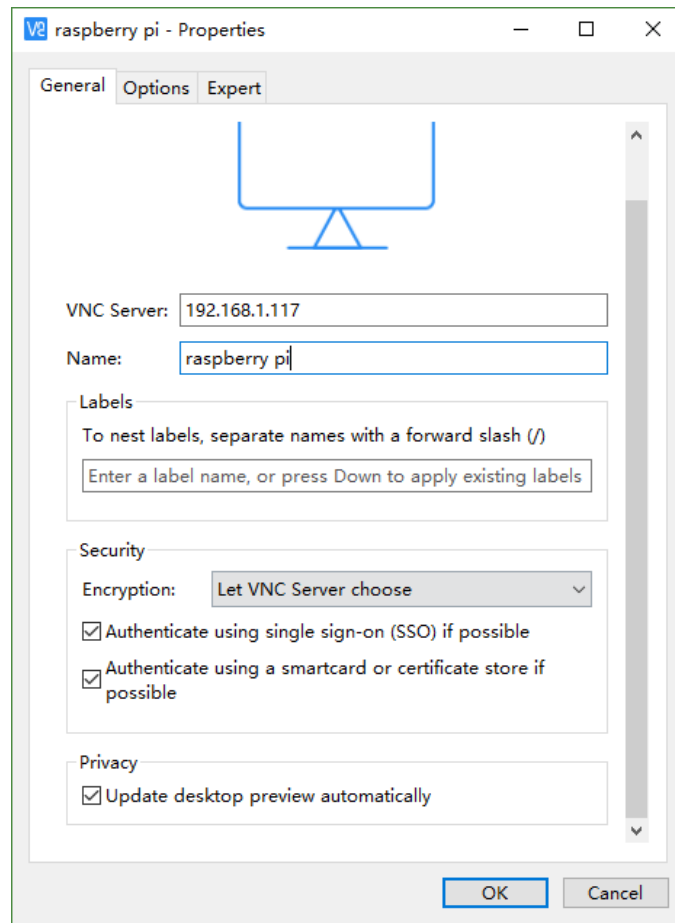 V2 raspberry pi - Properties
General Options Expert
VNC Server: 192.168.1.117
Name: raspberry pi
Labels
To nest labels, separate names with a forward slash (/)
Enter a label name, or press Down to apply existing labels
Security
Encryption: Let VNC Server choose
Authenticate using single sign-on (SSO) if possible
Authenticate using a smartcard or certificate store if
possible
Privacy
Update desktop preview automatically
OK Cancel